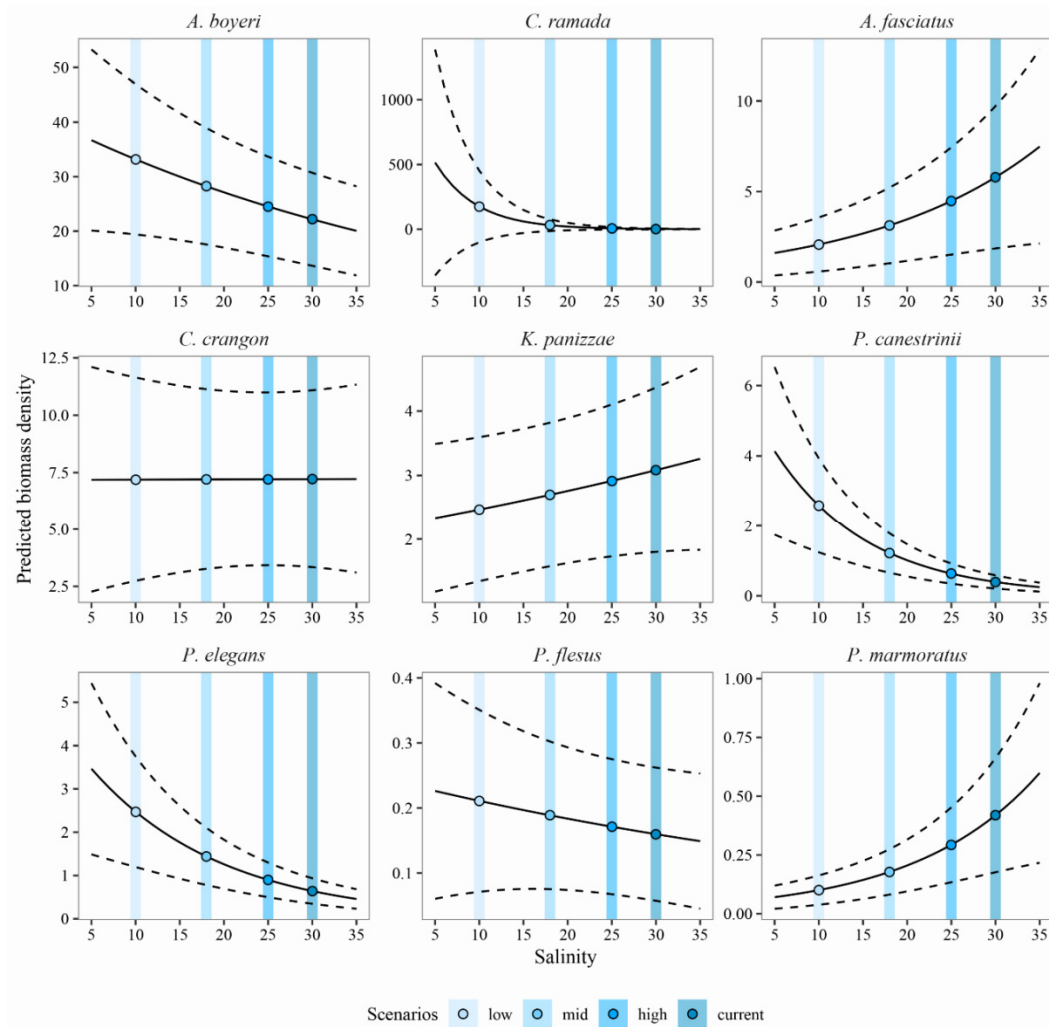 A. boyeri
C. ramada
A. fasciatus
50
40
30
20
10
5 10 15 20 25 30 35
1000
500
0
5 10 15 20 25 30 35
10
5
0
5 10 15 20 25 30 35
Predicted biomass density
C. crangon
K. panizzae
P. canestrinii
12.5
10.0
7.5
5.0
2.5
5 10 15 20 25 30 35
4
3
2
5 10 15 20 25 30 35
6
4
2
0
5 10 15 20 25 30 35
P. elegans
P. flesus
P. marmoratus
5
4
3
2
1
0
5 10 15 20 25 30 35
0.4
0.3
0.2
0.1
5 10 15 20 25 30 35
1.00
0.75
0.50
0.25
0.00
5 10 15 20 25 30 35
Salinity
Scenarios low mid high current